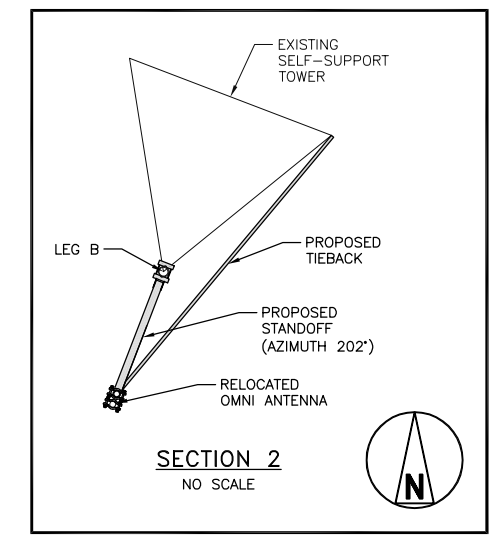 EXISTING
SELF-SUPPORT
TOWER
LEG B
PROPOSED
TIEBACK
PROPOSED
STANDOFF
(AZIMUTH 202°)
RELOCATED
OMNI ANTENNA
SECTION 2
NO SCALE
N